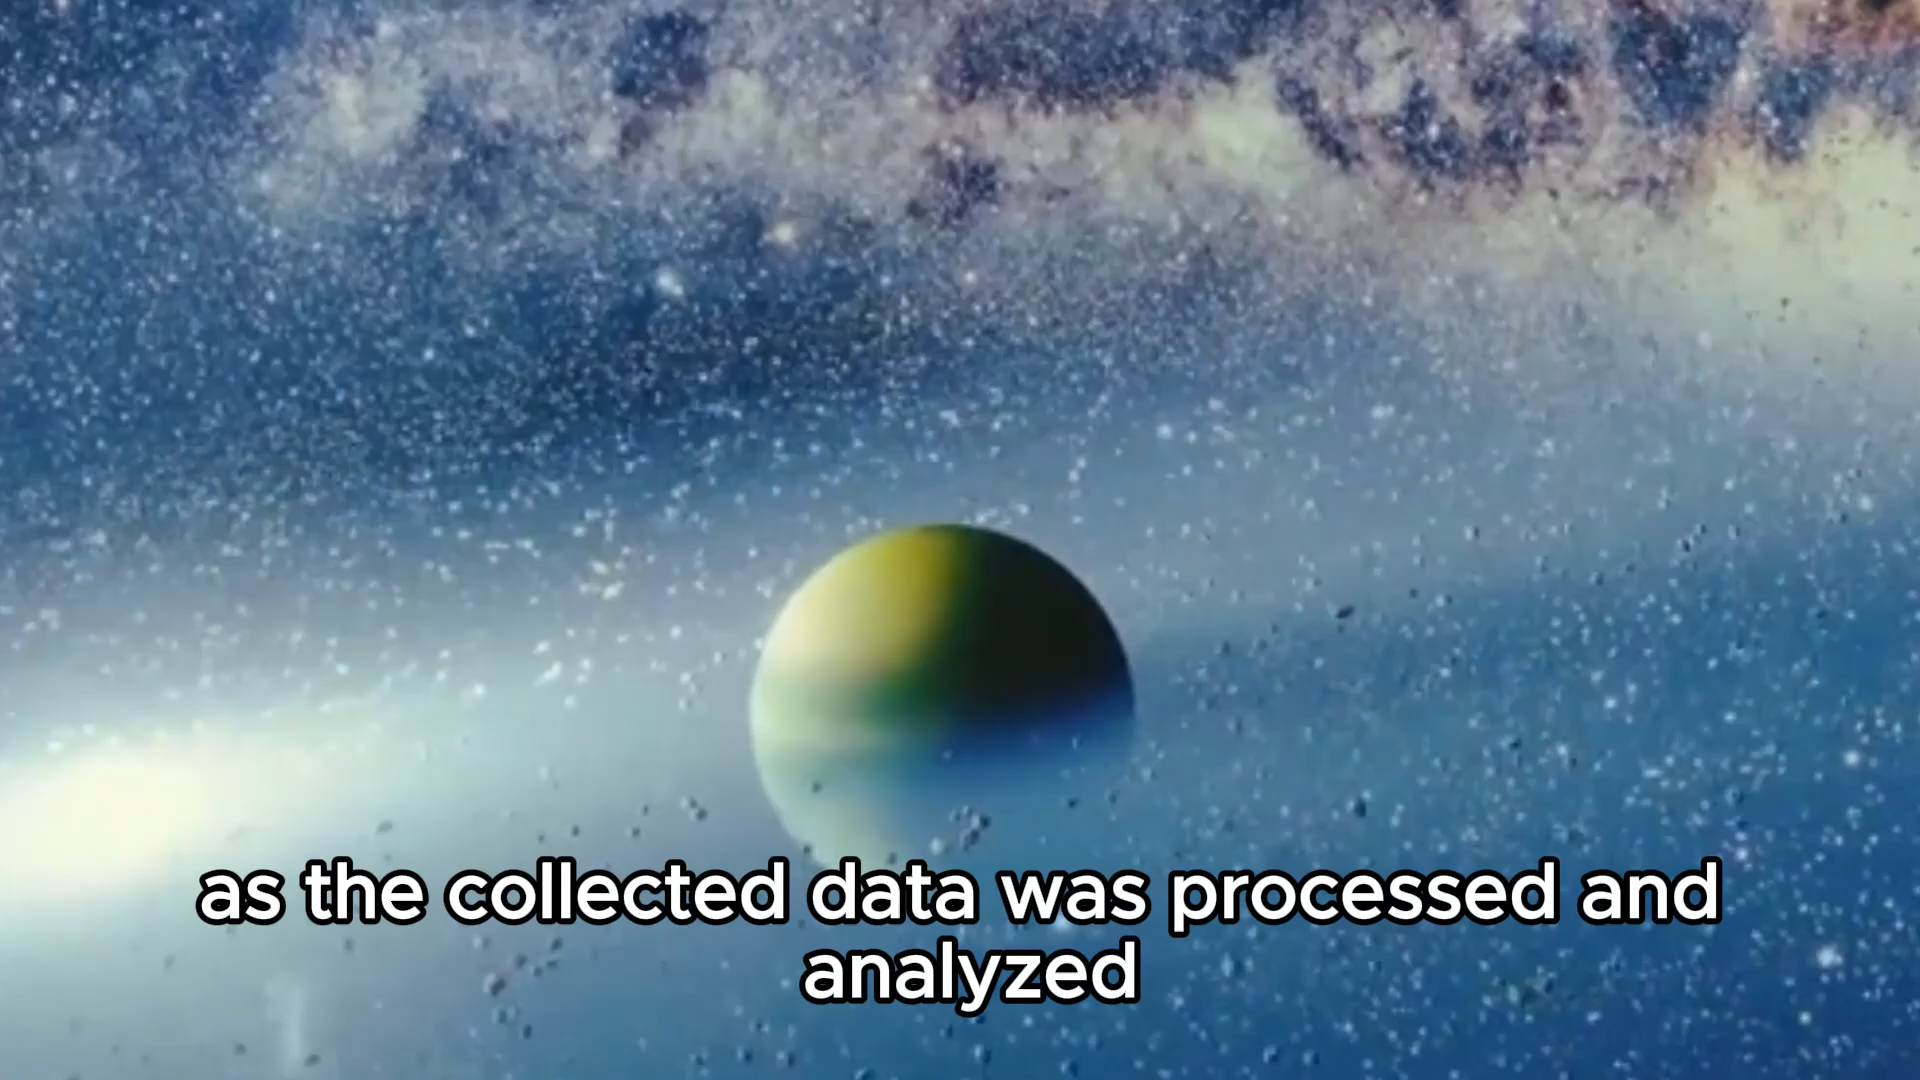 as the collected data was processed and
analyzed